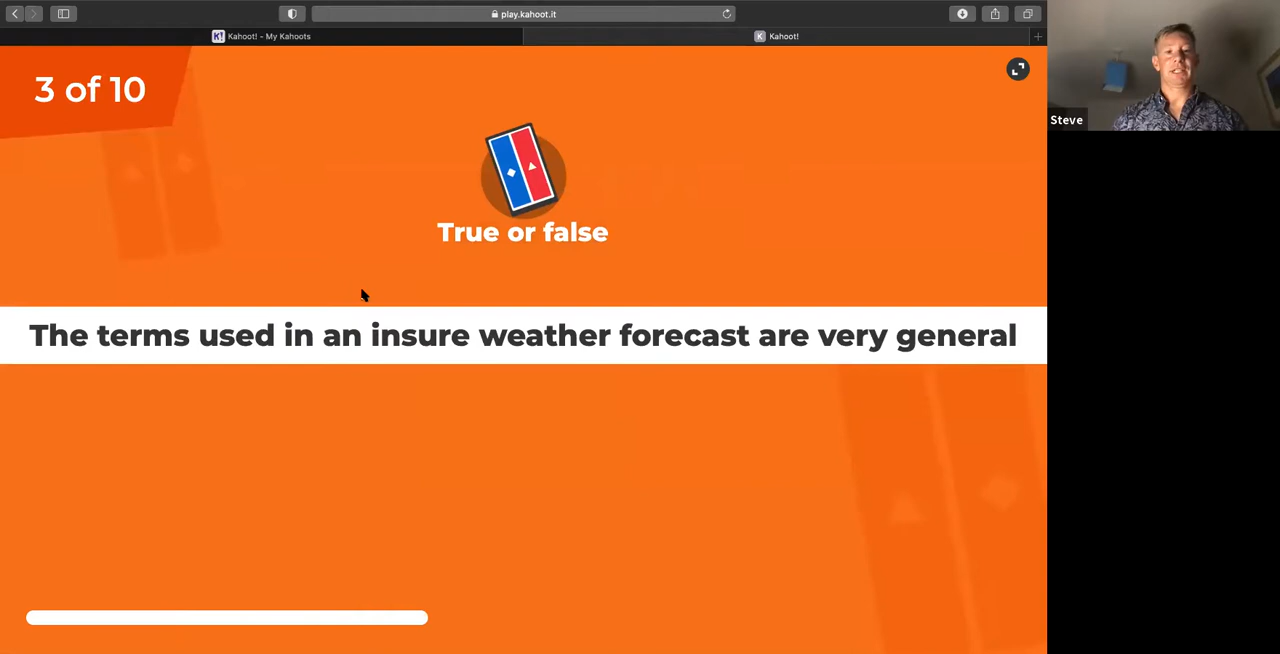 play.kahoot.it
K! Kahoot! - My Kahoots
K Kahoot!
3 of 10
Steve
True or false
The terms used in an insure weather forecast are very general